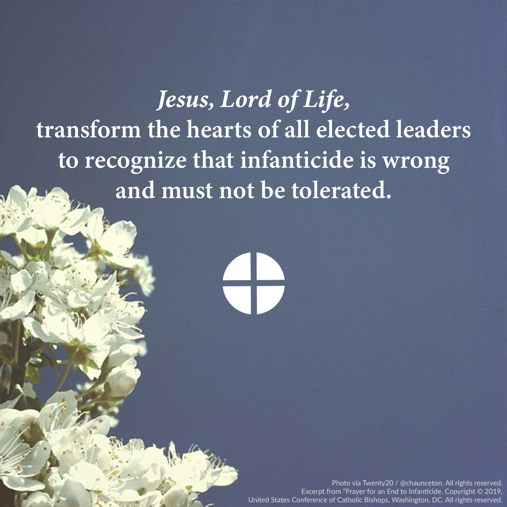 Jesus, Lord of Life,
transform the hearts of all elected leaders
to recognize that infanticide is wrong
and must not be tolerated.
Photo via Twenty20 / @chaunceton. All rights reserved.
Excerpt from "Prayer for an End to Infanticide. Copyright © 2019,
United States Conference of Catholic Bishops, Washington, DC. All rights reserved.